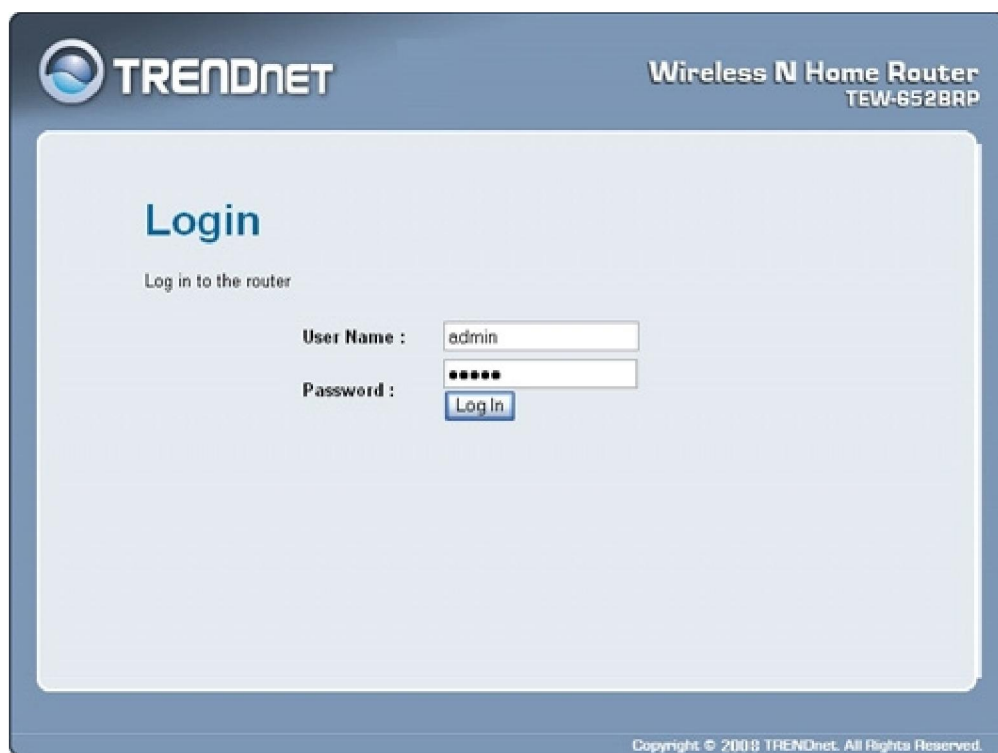 TRENDNET
Wireless N Home Router
TEW-652BRP
Login
Log in to the router
User Name : admin
Password : •••••
Log In
Copyright © 2008 TRENDnet. All Rights Reserved.